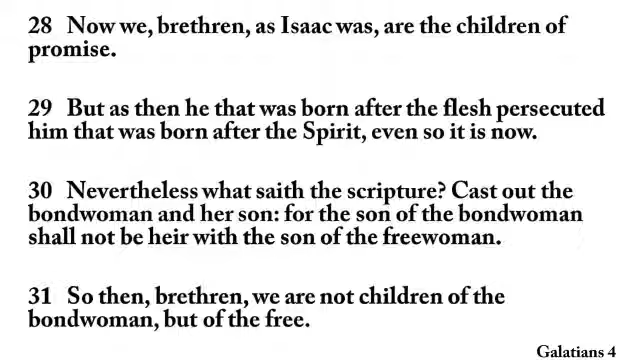 28 Now we, brethren, as Isaac was, are the children of
promise.
29 But as then he that was born after the flesh persecuted
him that was born after the Spirit, even so it is now.
30 Nevertheless what saith the scripture? Cast out the
bondwoman and her son: for the son of the bondwoman
shall not be heir with the son of the freewoman.
31 So then, brethren, we are not children of the
bondwoman, but of the free.
Galatians 4